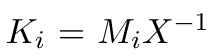 $K_i = M_i X^{-1}$